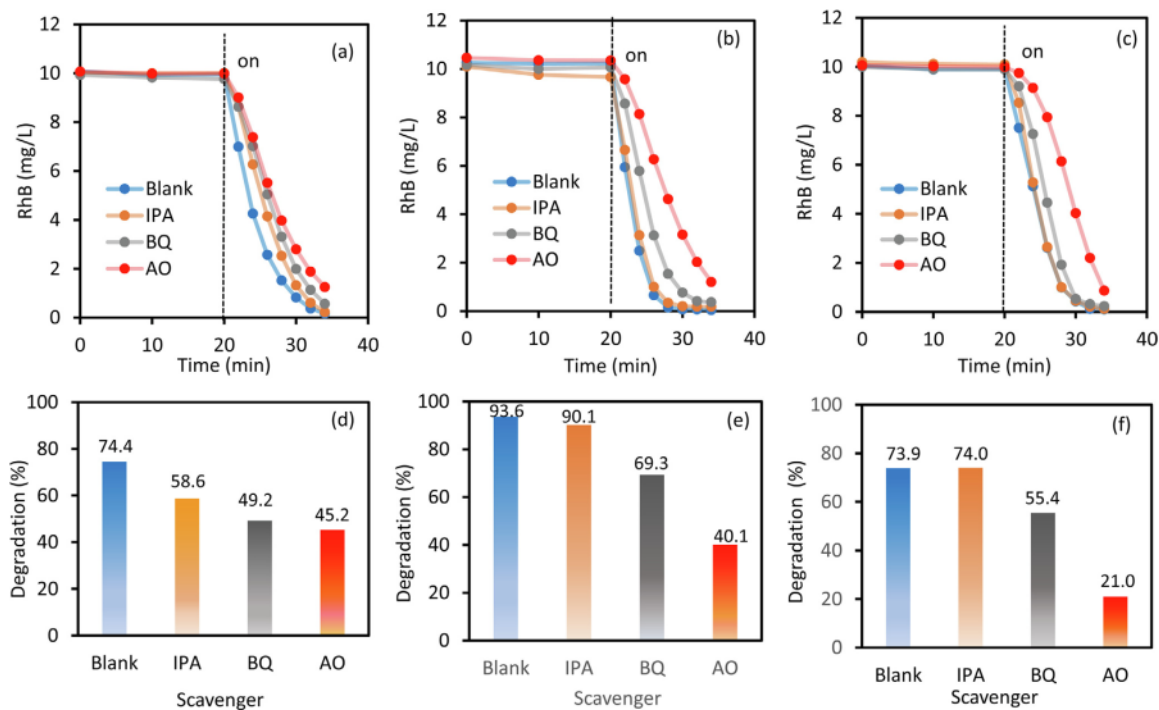 12
10
8
6
4
2
0
RhB (mg/L)
(a)
on
Blank
IPA
BQ
AO
0 10 20 30 40
Time (min)
12
10
8
6
4
2
0
RhB (mg/L)
(b)
on
Blank
IPA
BQ
AO
0 10 20 30 40
Time (min)
12
10
8
6
4
2
0
RhB (mg/L)
(c)
on
Blank
IPA
BQ
AO
0 10 20 30 40
Time (min)
100
80
60
40
20
0
Degradation (%)
(d)
74.4
58.6
49.2
45.2
Blank IPA BQ AO
Scavenger
100
80
60
40
20
0
Degradation (%)
(e)
93.6
90.1
69.3
40.1
Blank IPA BQ AO
Scavenger
100
80
60
40
20
0
Degradation (%)
(f)
73.9
74.0
55.4
21.0
Blank IPA BQ AO
Scavenger